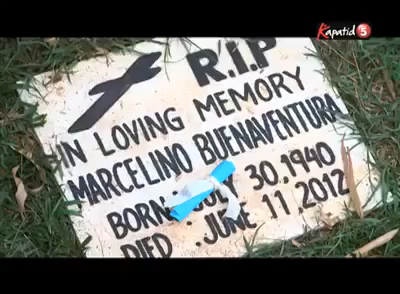 Kapatid 5
R.I.P
IN LOVING MEMORY
MARCELINO BUENAVENTURA
BORN : JULY 30, 1940
DIED : JUNE 11 2012